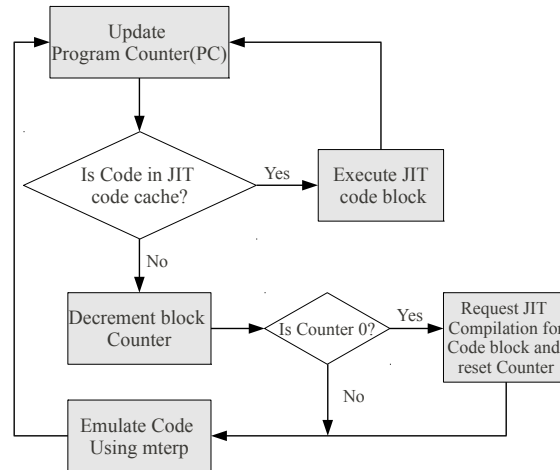 Update
Program Counter(PC)
Is Code in JIT
code cache?
Yes
Execute JIT
code block
No
Decrement block
Counter
Is Counter 0?
Yes
Request JIT
Compilation for
Code block and
reset Counter
No
Emulate Code
Using mterp